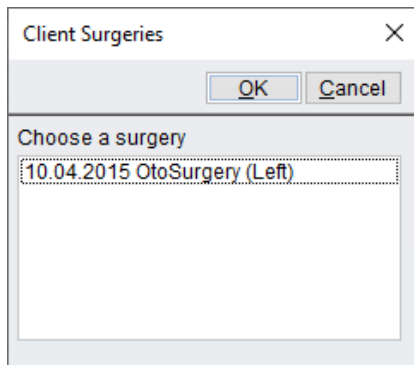 Client Surgeries
OK Cancel
Choose a surgery
10.04.2015 OtoSurgery (Left)